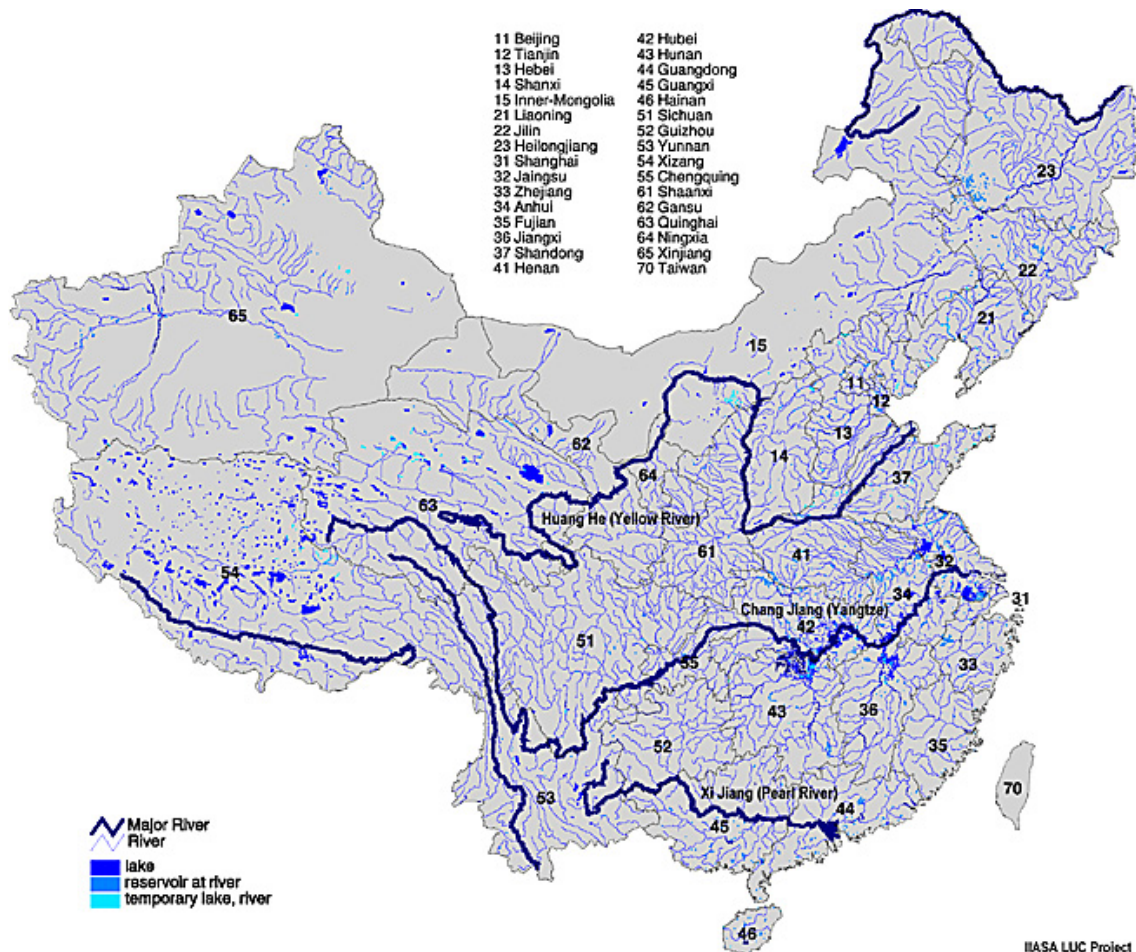 11 Beijing
12 Tianjin
13 Hebei
14 Shanxi
15 Inner-Mongolia
21 Liaoning
22 Jilin
23 Heilongjiang
31 Shanghai
32 Jaingsu
33 Zhejiang
34 Anhui
35 Fujian
36 Jiangxi
37 Shandong
41 Henan
42 Hubei
43 Hunan
44 Guangdong
45 Guangxi
46 Hainan
51 Sichuan
52 Guizhou
53 Yunnan
54 Xizang
55 Chengquing
61 Shaanxi
62 Gansu
63 Quinghai
64 Ningxia
65 Xinjiang
70 Taiwan
23
22
21
65
15
11
12
13
62
14
64
37
63
Huang He (Yellow River)
61
41
32
54
34
31
Chang Jiang (Yangtze)
42
51
55
33
43
36
52
35
Xi Jiang (Pearl River)
53
44
70
45
46
Major River
River
lake
reservoir at river
temporary lake, river
IIASA LUC Project